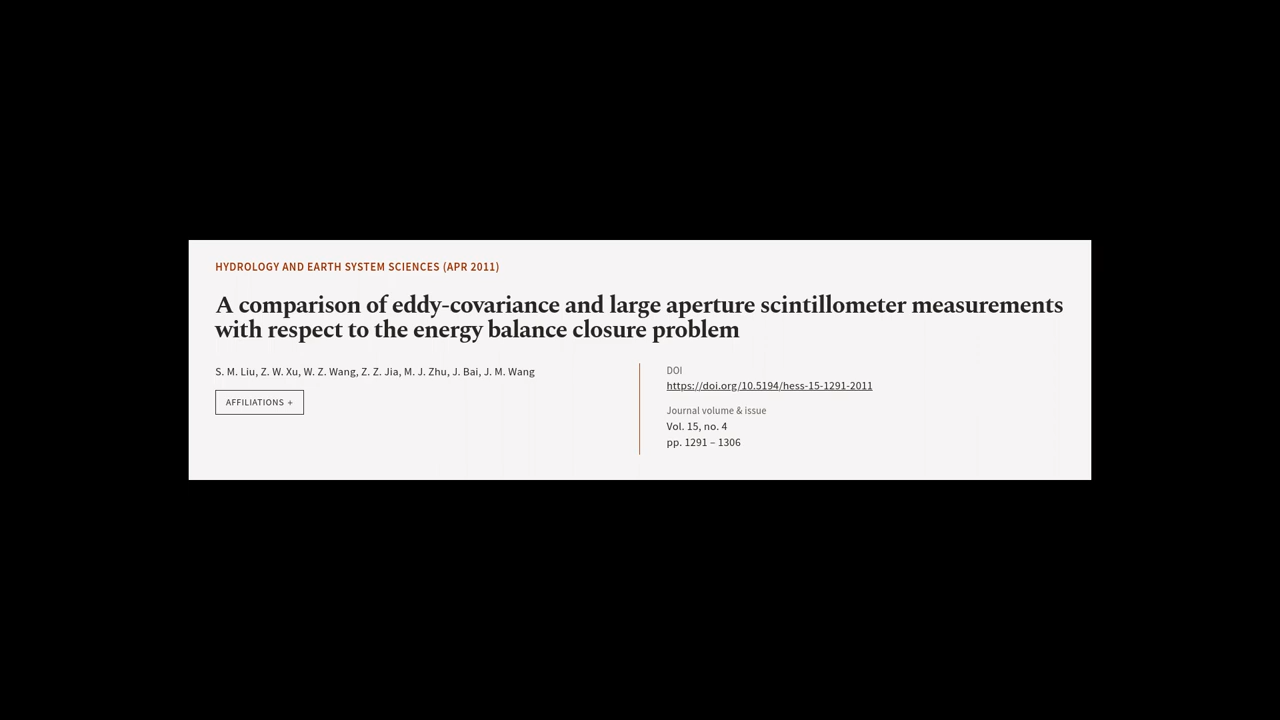 HYDROLOGY AND EARTH SYSTEM SCIENCES (APR 2011)
A comparison of eddy-covariance and large aperture scintillometer measurements
with respect to the energy balance closure problem
S. M. Liu, Z. W. Xu, W. Z. Wang, Z. Z. Jia, M. J. Zhu, J. Bai, J. M. Wang
AFFILIATIONS +
DOI
https://doi.org/10.5194/hess-15-1291-2011
Journal volume & issue
Vol. 15, no. 4
pp. 1291 – 1306